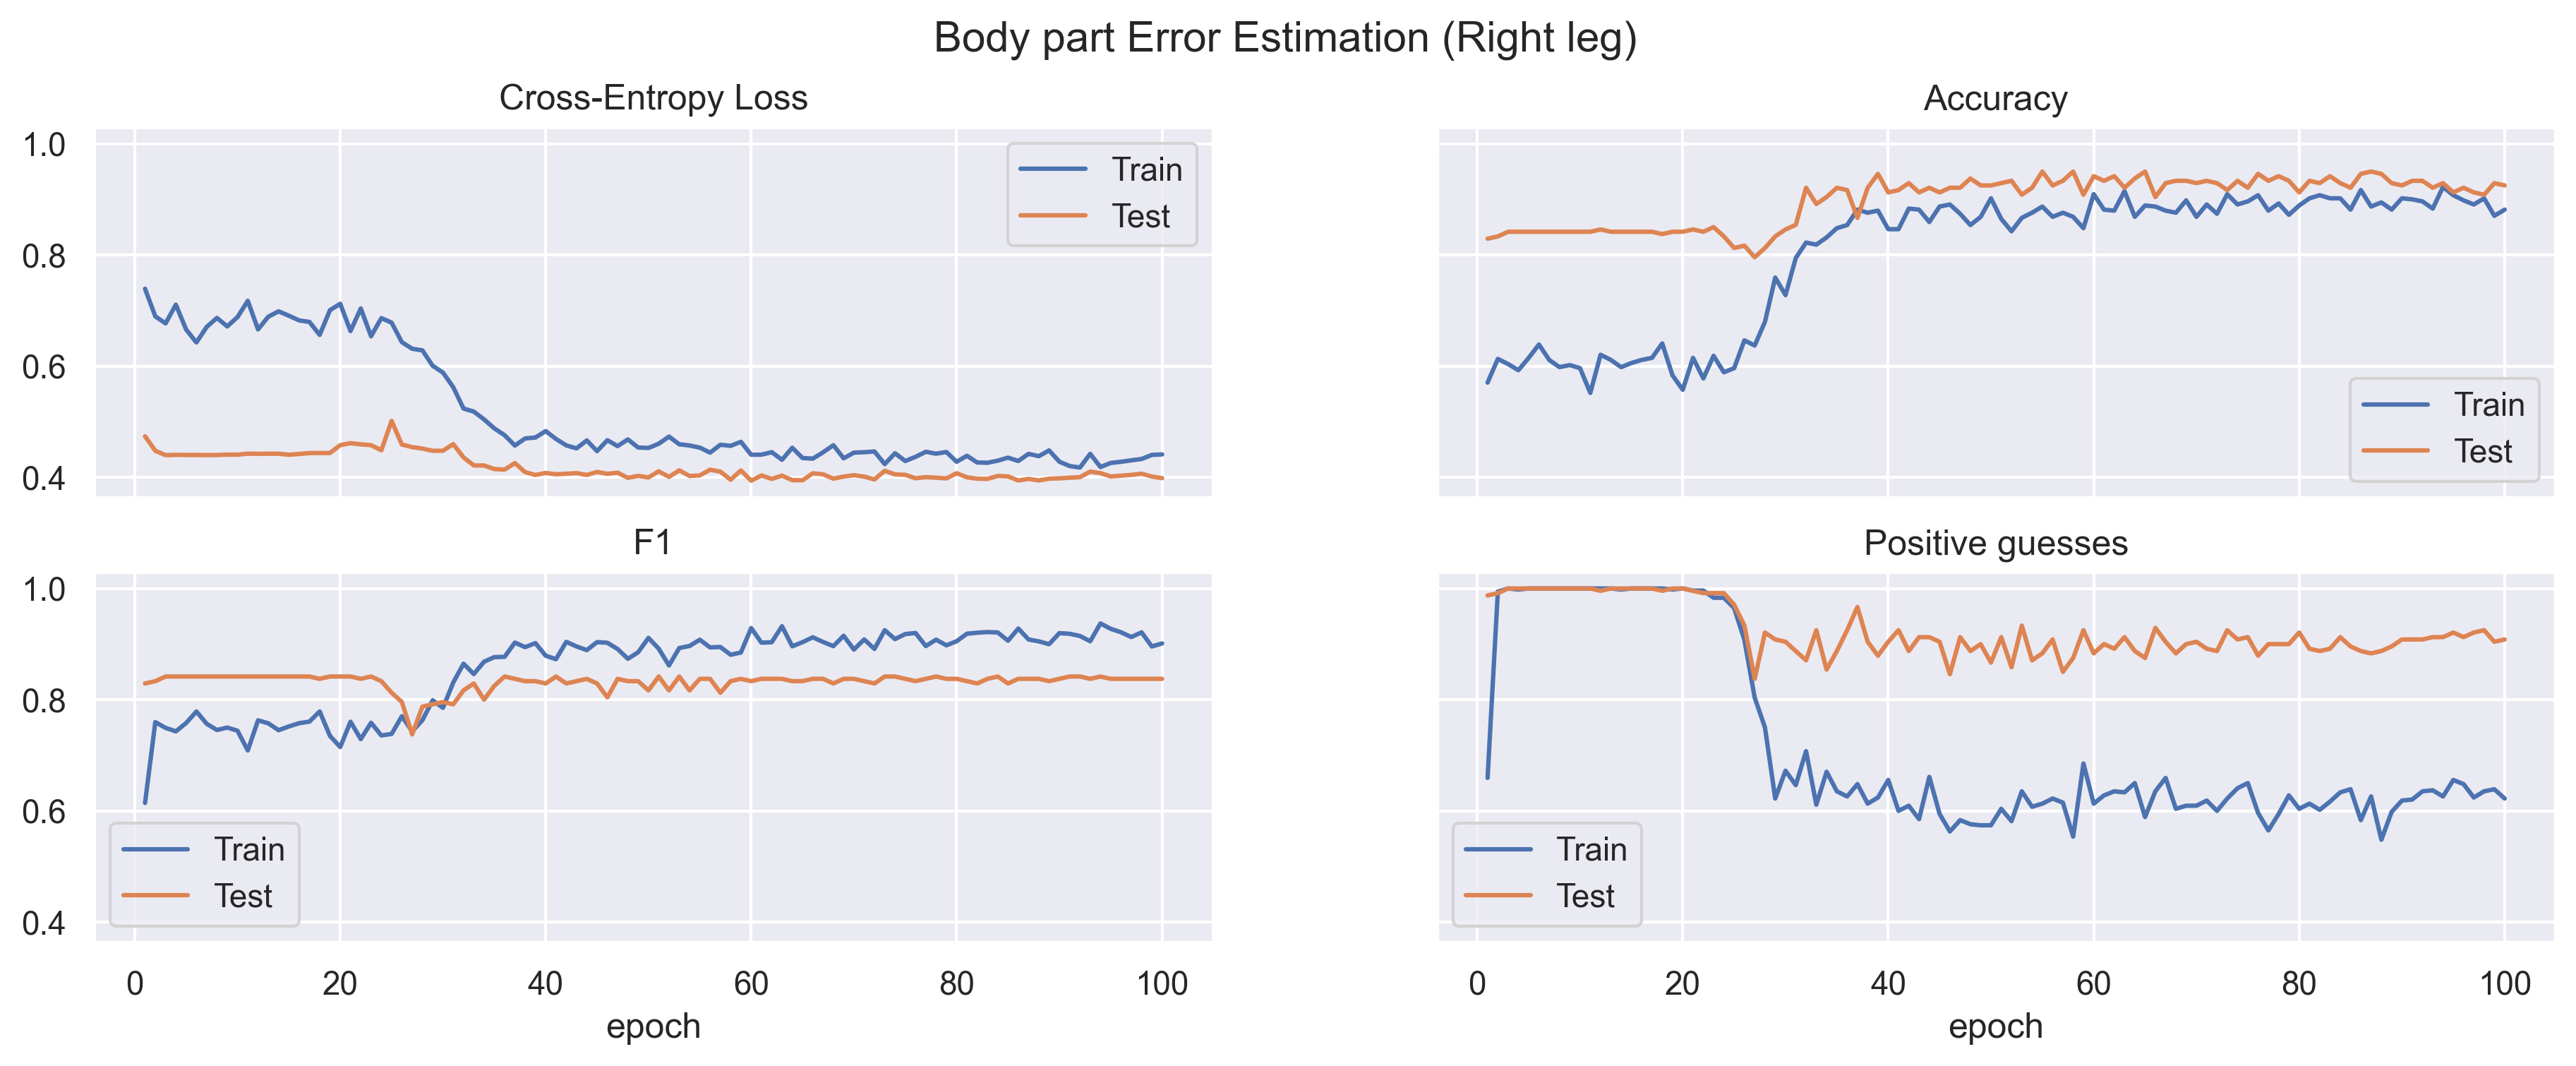 Body part Error Estimation (Right leg)
Cross-Entropy Loss
1.0
0.8
0.6
0.4
Train
Test
Accuracy
Train
Test
F1
1.0
0.8
0.6
0.4
Train
Test
0 20 40 60 80 100
epoch
Positive guesses
Train
Test
0 20 40 60 80 100
epoch